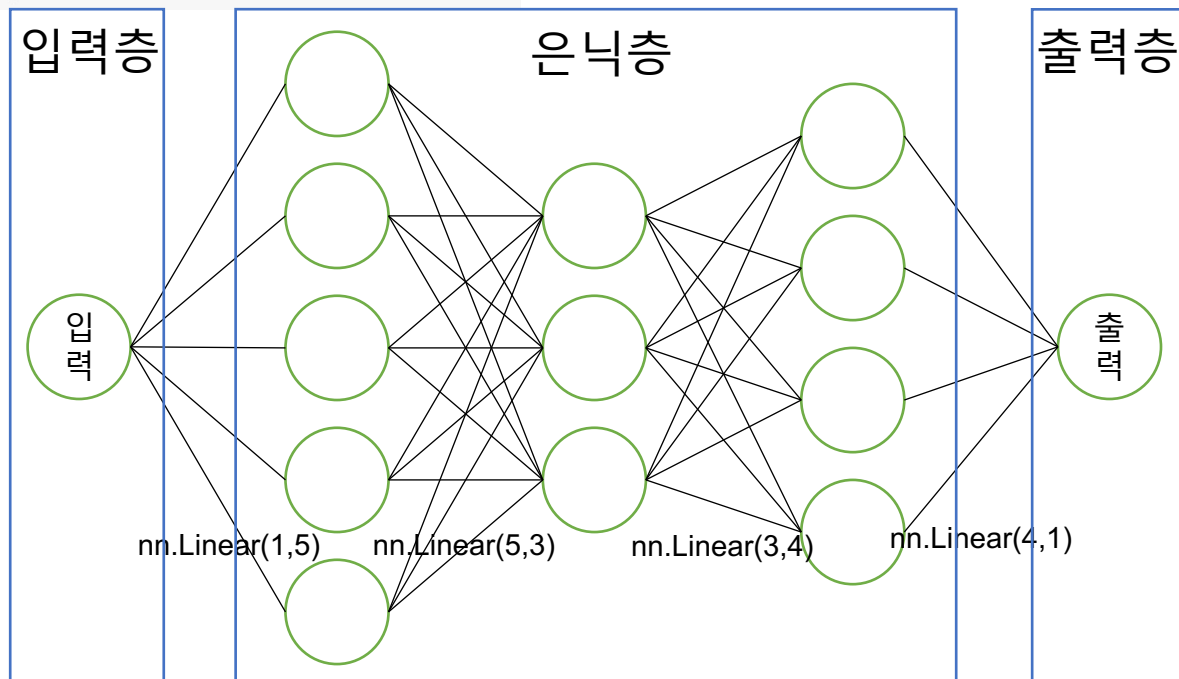 입력층
은닉층
출력층
입
력
출
력
nn.Linear(1,5)
nn.Linear(5,3)
nn.Linear(3,4)
nn.Linear(4,1)